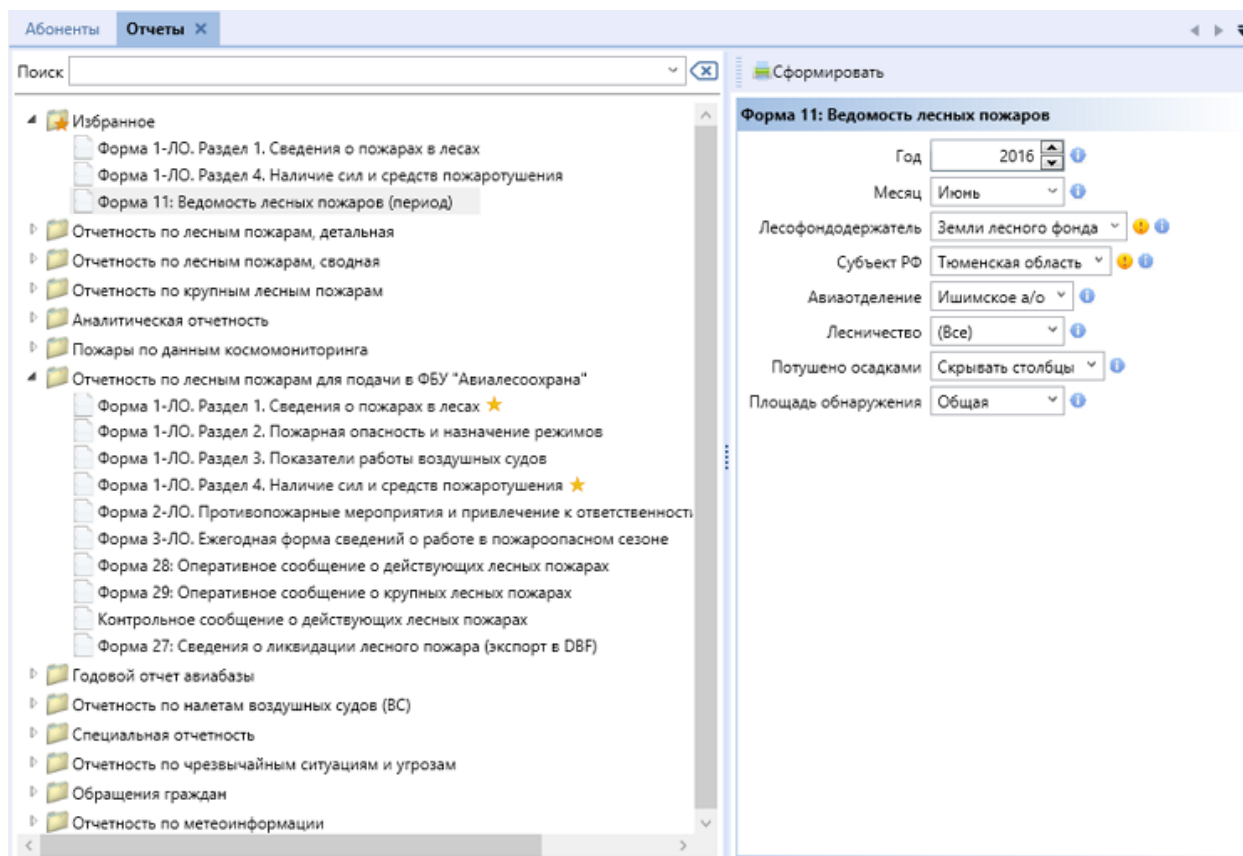 Абоненты
Отчеты
Поиск
Избранное
Форма 1-ЛО. Раздел 1. Сведения о пожарах в лесах
Форма 1-ЛО. Раздел 4. Наличие сил и средств пожаротушения
Форма 11: Ведомость лесных пожаров (период)
Отчетность по лесным пожарам, детальная
Отчетность по лесным пожарам, сводная
Отчетность по крупным лесным пожарам
Аналитическая отчетность
Пожары по данным космомониторинга
Отчетность по лесным пожарам для подачи в ФБУ "Авиалесоохрана"
Форма 1-ЛО. Раздел 1. Сведения о пожарах в лесах
Форма 1-ЛО. Раздел 2. Пожарная опасность и назначение режимов
Форма 1-ЛО. Раздел 3. Показатели работы воздушных судов
Форма 1-ЛО. Раздел 4. Наличие сил и средств пожаротушения
Форма 2-ЛО. Противопожарные мероприятия и привлечение к ответственности
Форма 3-ЛО. Ежегодная форма сведений о работе в пожароопасном сезоне
Форма 28: Оперативное сообщение о действующих лесных пожарах
Форма 29: Оперативное сообщение о крупных лесных пожарах
Контрольное сообщение о действующих лесных пожарах
Форма 27: Сведения о ликвидации лесного пожара (экспорт в DBF)
Годовой отчет авиабазы
Отчетность по налетам воздушных судов (ВС)
Специальная отчетность
Отчетность по чрезвычайным ситуациям и угрозам
Обращения граждан
Отчетность по метеоинформации
Сформировать
Форма 11: Ведомость лесных пожаров
Год 2016
Месяц Июнь
Лесофондодержатель Земли лесного фонда
Субъект РФ Тюменская область
Авиаотделение Ишимское а/о
Лесничество (Все)
Потушено осадками Скрывать столбцы
Площадь обнаружения Общая